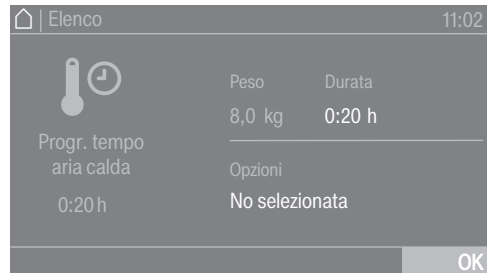 Elenco 11:02
Peso Durata
8,0 kg 0:20 h
Progr. tempo
aria calda
0:20 h
Opzioni
No selezionata
OK